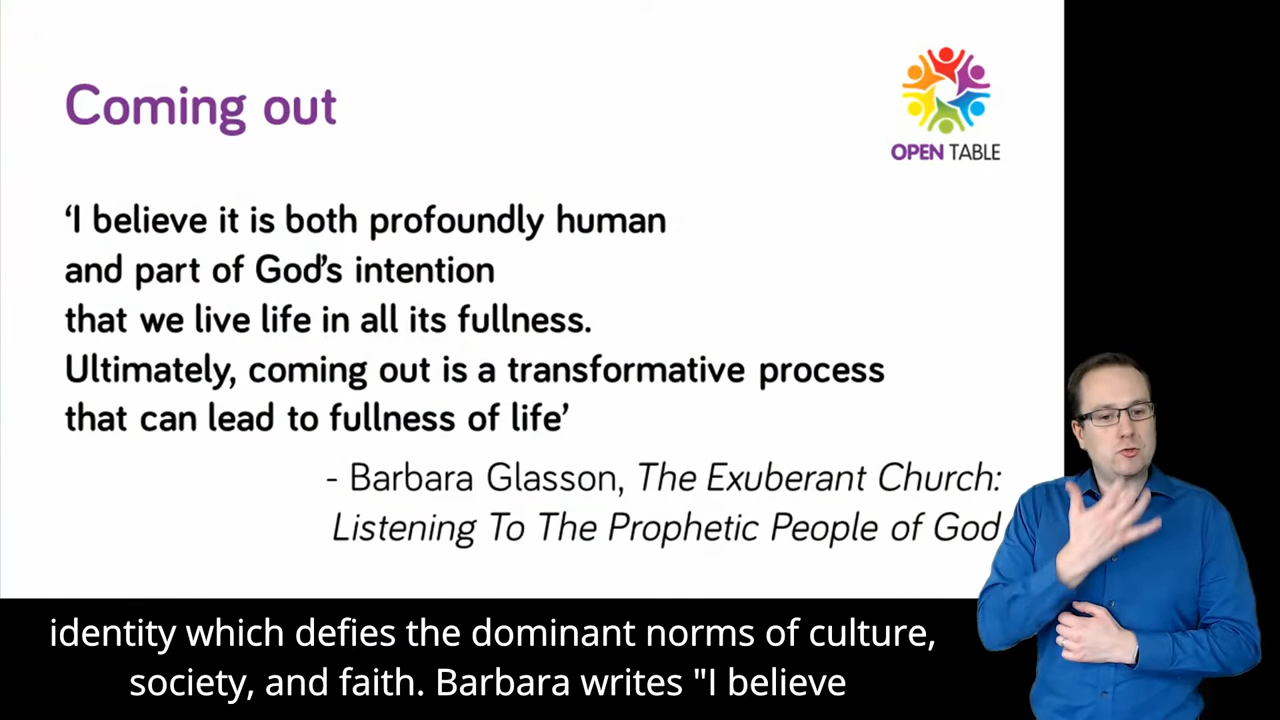 Coming out
OPEN TABLE
‘I believe it is both profoundly human
and part of God’s intention
that we live life in all its fullness.
Ultimately, coming out is a transformative process
that can lead to fullness of life’
- Barbara Glasson, The Exuberant Church:
Listening To The Prophetic People of God
identity which defies the dominant norms of culture,
society, and faith. Barbara writes "I believe